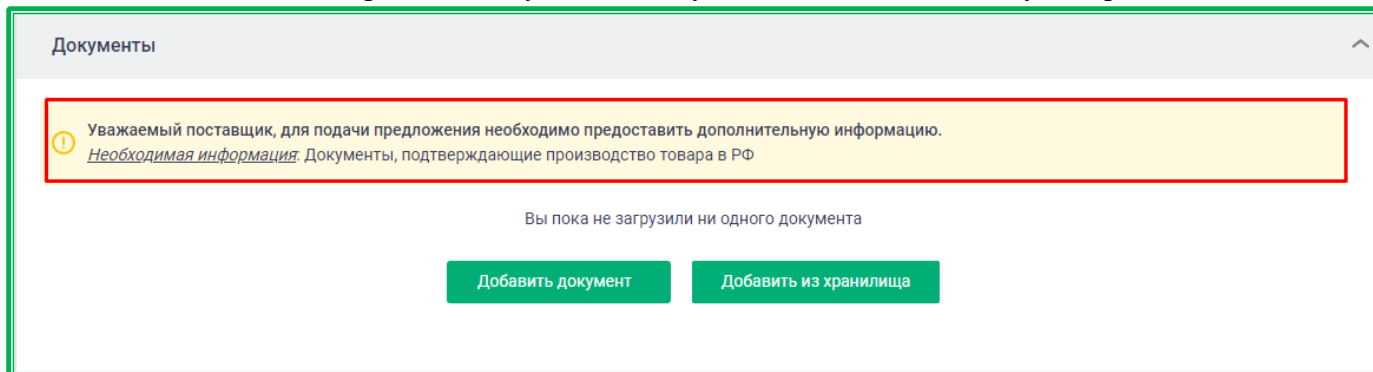 Документы
Уважаемый поставщик, для подачи предложения необходимо предоставить дополнительную информацию.
Необходимая информация: Документы, подтверждающие производство товара в РФ
Вы пока не загрузили ни одного документа
Добавить документ Добавить из хранилища